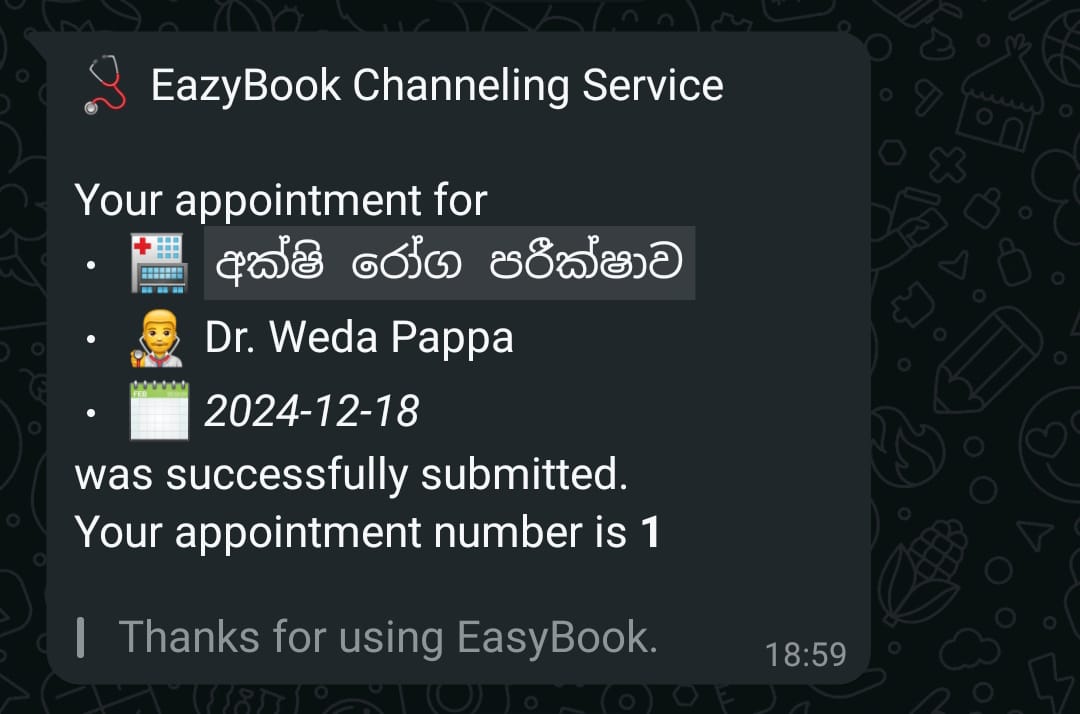 🩺 EazyBook Channeling Service
Your appointment for
• 🏥 අක්ෂි රෝග පරීක්ෂාව
• 👨‍⚕️ Dr. Weda Pappa
• 🗓️ 2024-12-18
was successfully submitted.
Your appointment number is 1
Thanks for using EasyBook.
18:59